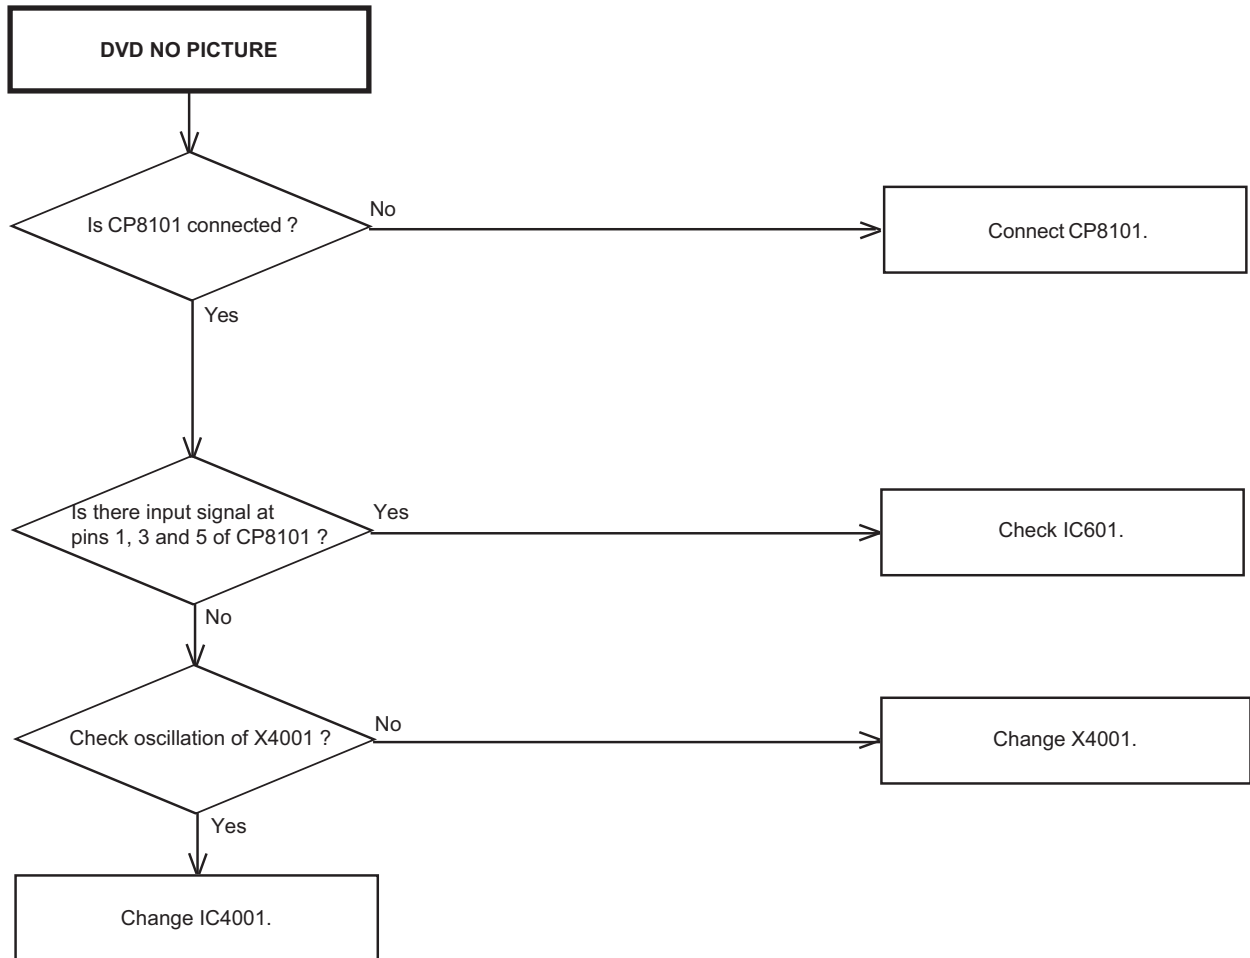 DVD NO PICTURE
Is CP8101 connected ?
No
Connect CP8101.
Yes
Is there input signal at
pins 1, 3 and 5 of CP8101 ?
Yes
Check IC601.
No
Check oscillation of X4001 ?
No
Change X4001.
Yes
Change IC4001.